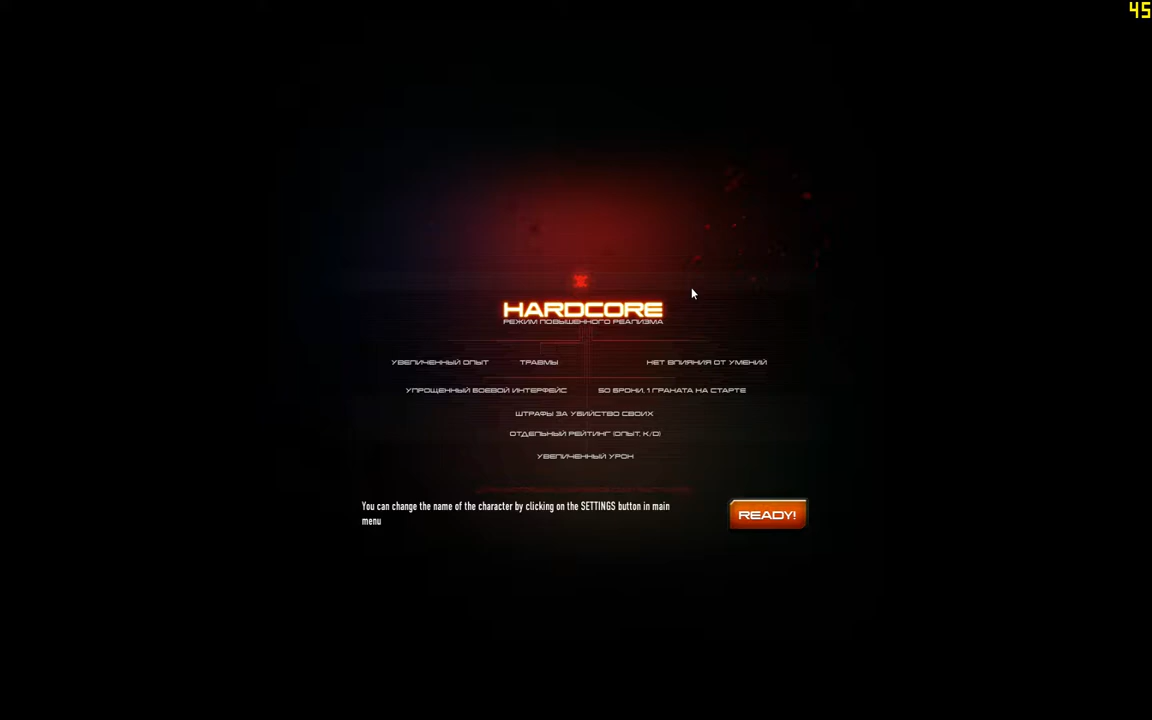 45
HARDCORE
РЕЖИМ ПОВЫШЕННОГО РЕАЛИЗМА
УВЕЛИЧЕННЫЙ ОПЫТ ТРАВМЫ НЕТ ВЛИЯНИЯ ОТ УМЕНИЙ
УПРОЩЕННЫЙ БОЕВОЙ ИНТЕРФЕЙС 50 БРОНИ, 1 ГРАНАТА НА СТАРТЕ
ШТРАФЫ ЗА УБИЙСТВО СВОИХ
ОТДЕЛЬНЫЙ РЕЙТИНГ (ОПЫТ, K/D)
УВЕЛИЧЕННЫЙ УРОН
You can change the name of the character by clicking on the SETTINGS button in main
menu
READY!